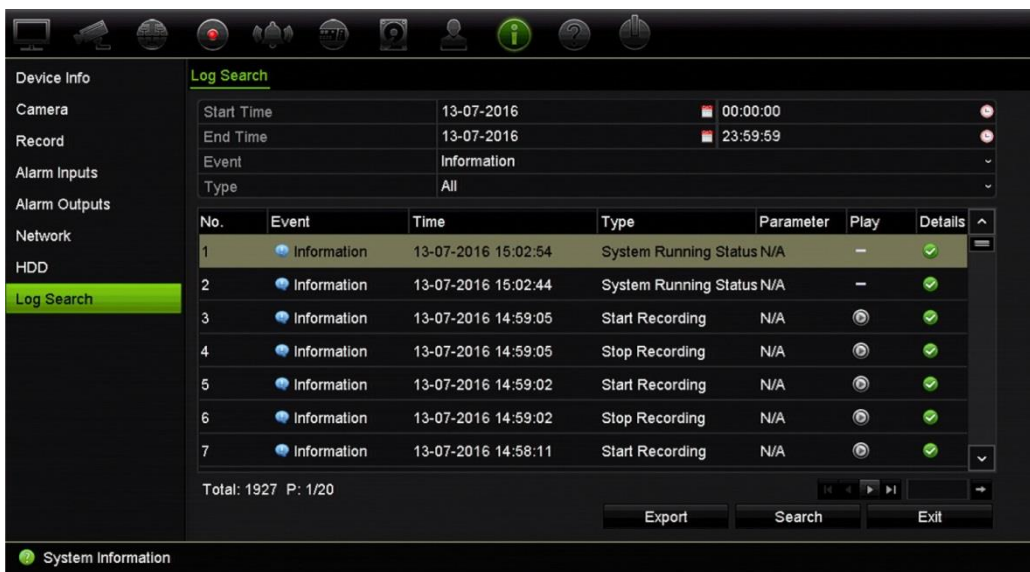 Device Info
Camera
Record
Alarm Inputs
Alarm Outputs
Network
HDD
Log Search
Log Search
Start Time 13-07-2016 00:00:00
End Time 13-07-2016 23:59:59
Event Information
Type All
No. Event Time Type Parameter Play Details
1 Information 13-07-2016 15:02:54 System Running Status N/A –
2 Information 13-07-2016 15:02:44 System Running Status N/A –
3 Information 13-07-2016 14:59:05 Start Recording N/A
4 Information 13-07-2016 14:59:05 Stop Recording N/A
5 Information 13-07-2016 14:59:02 Start Recording N/A
6 Information 13-07-2016 14:59:02 Stop Recording N/A
7 Information 13-07-2016 14:58:11 Start Recording N/A
Total: 1927 P: 1/20
Export Search Exit
System Information